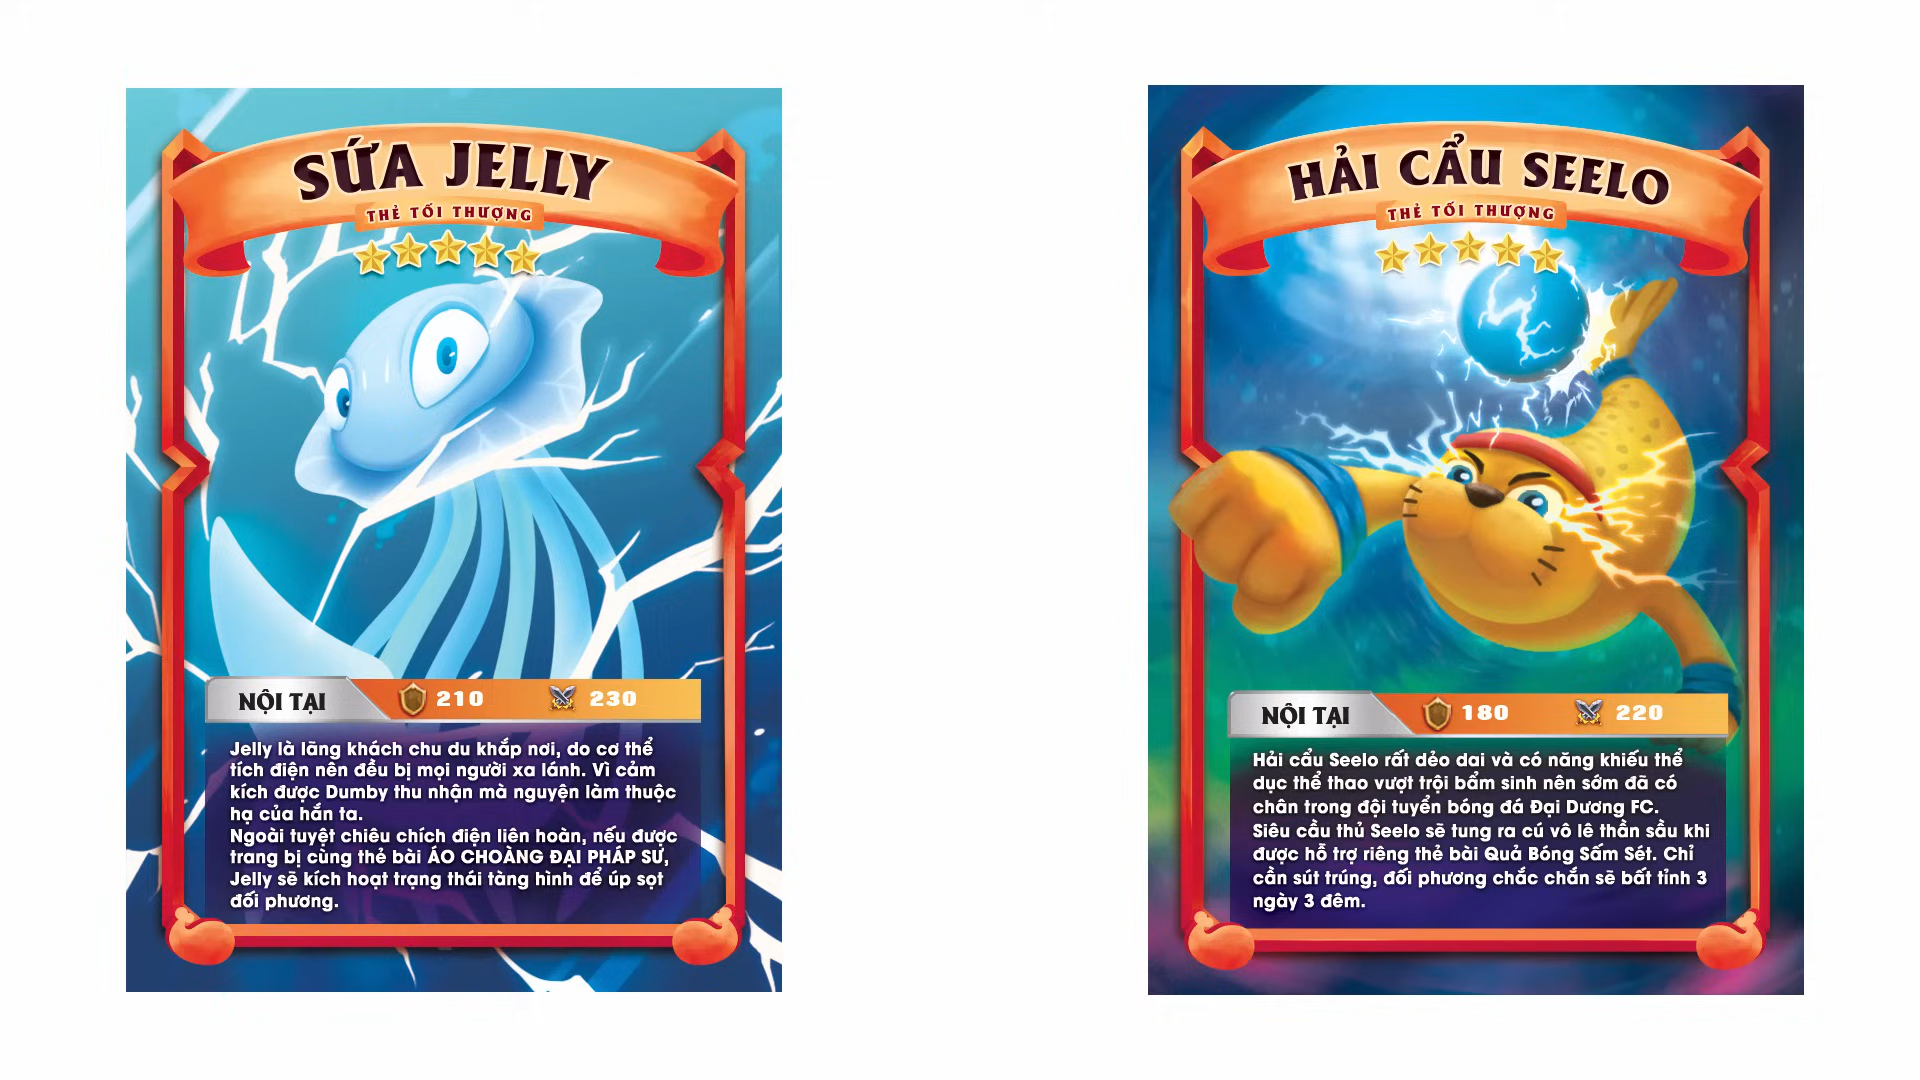 SỨA JELLY
THẺ TỐI THƯỢNG
NỘI TẠI
210
230
Jelly là lãng khách chu du khắp nơi, do cơ thể
tích điện nên đều bị mọi người xa lánh. Vì cảm
kích được Dumby thu nhận mà nguyện làm thuộc
hạ của hắn ta.
Ngoài tuyệt chiêu chích điện liên hoàn, nếu được
trang bị cùng thẻ bài ÁO CHOÀNG ĐẠI PHÁP SƯ,
Jelly sẽ kích hoạt trạng thái tàng hình để úp sọt
đối phương.
HẢI CẨU SEELO
THẺ TỐI THƯỢNG
NỘI TẠI
180
220
Hải cẩu Seelo rất dẻo dai và có năng khiếu thể
dục thể thao vượt trội bẩm sinh nên sớm đã có
chân trong đội tuyển bóng đá Đại Dương FC.
Siêu cầu thủ Seelo sẽ tung ra cú vô lê thần sầu khi
được hỗ trợ riêng thẻ bài Quả Bóng Sấm Sét. Chỉ
cần sút trúng, đối phương chắc chắn sẽ bất tỉnh 3
ngày 3 đêm.